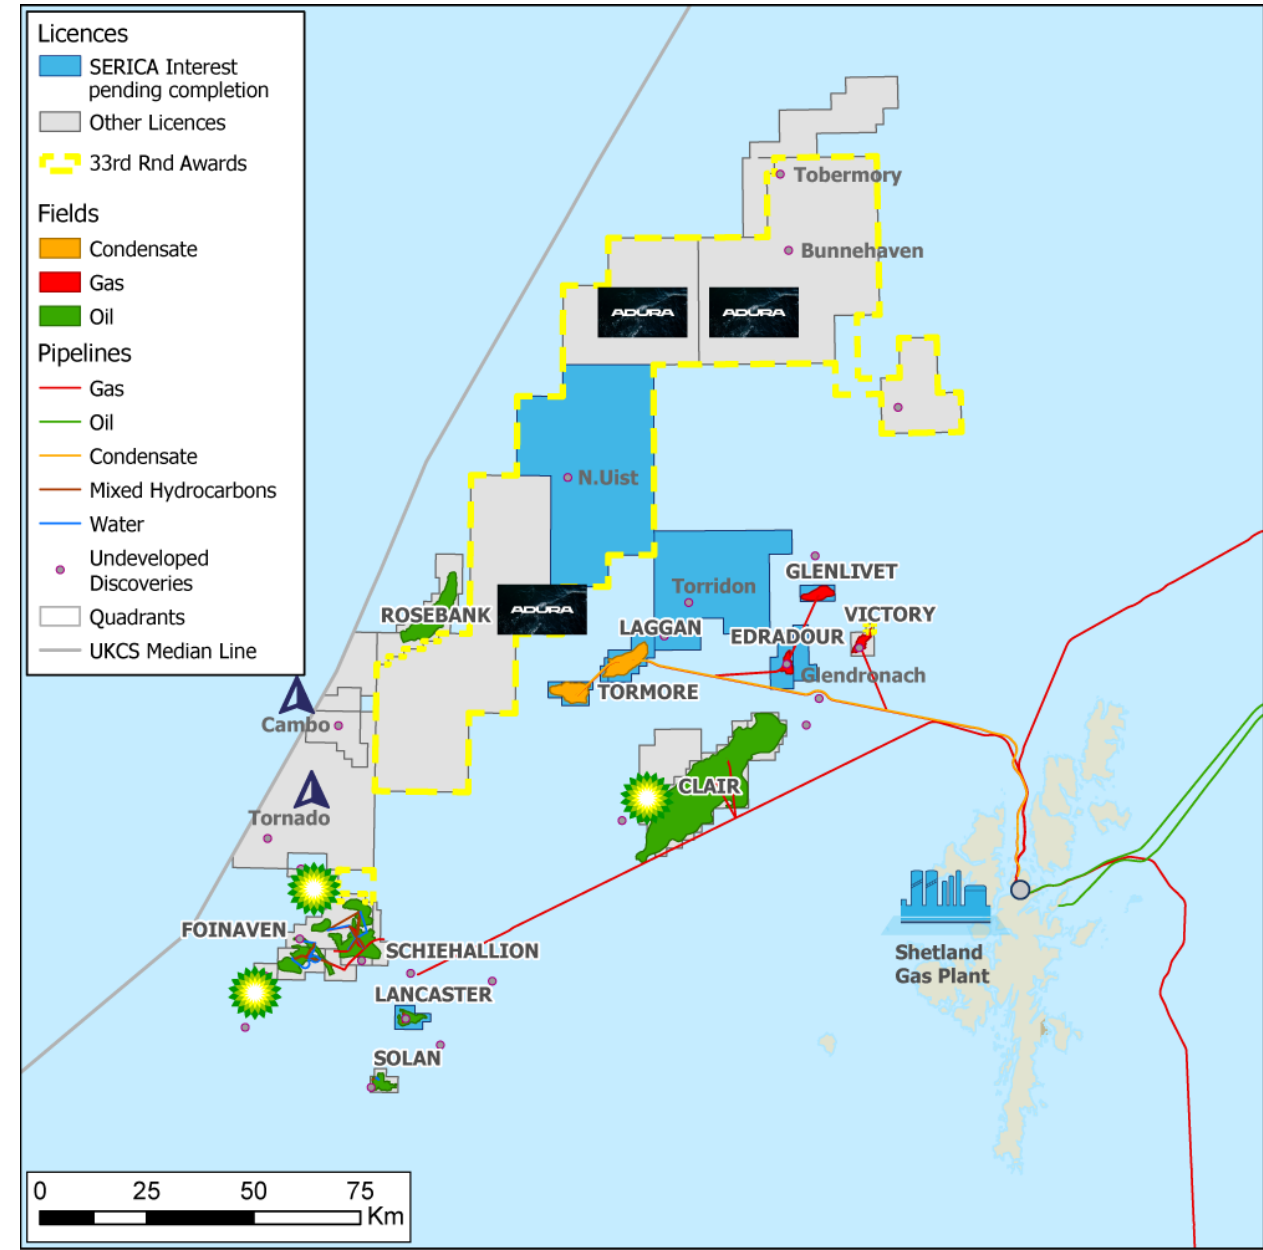 Licences
SERICA Interest
pending completion
Other Licences
33rd Rnd Awards
Fields
Condensate
Gas
Oil
Pipelines
Gas
Oil
Condensate
Mixed Hydrocarbons
Water
Undeveloped
Discoveries
Quadrants
UKCS Median Line
Tobermory
Bunnehaven
ADURA
ADURA
N.Uist
GLENLIVET
Torridon
ADURA
ROSEBANK
LAGGAN
VICTORY
EDRADOUR
Glendronach
TORMORE
Cambo
CLAIR
Tornado
FOINAVEN
SCHIEHALLION
Shetland
Gas Plant
LANCASTER
SOLAN
0 25 50 75
Km